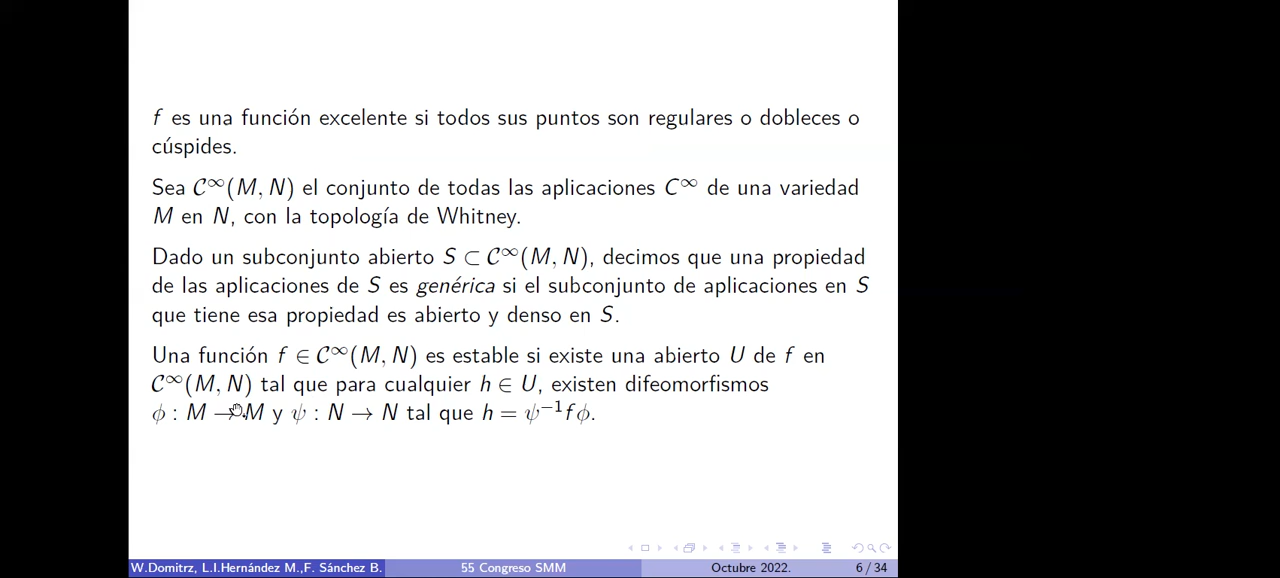 f es una función excelente si todos sus puntos son regulares o dobleces o
cúspides.
Sea 𝒞∞(M, N) el conjunto de todas las aplicaciones C∞ de una variedad
M en N, con la topología de Whitney.
Dado un subconjunto abierto S ⊂ 𝒞∞(M, N), decimos que una propiedad
de las aplicaciones de S es genérica si el subconjunto de aplicaciones en S
que tiene esa propiedad es abierto y denso en S.
Una función f ∈ 𝒞∞(M, N) es estable si existe una abierto U de f en
𝒞∞(M, N) tal que para cualquier h ∈ U, existen difeomorfismos
ϕ : M → M y ψ : N → N tal que h = ψ⁻¹fϕ.
W.Domitrz, L.I.Hernández M.,F. Sánchez B. 55 Congreso SMM Octubre 2022. 6 / 34